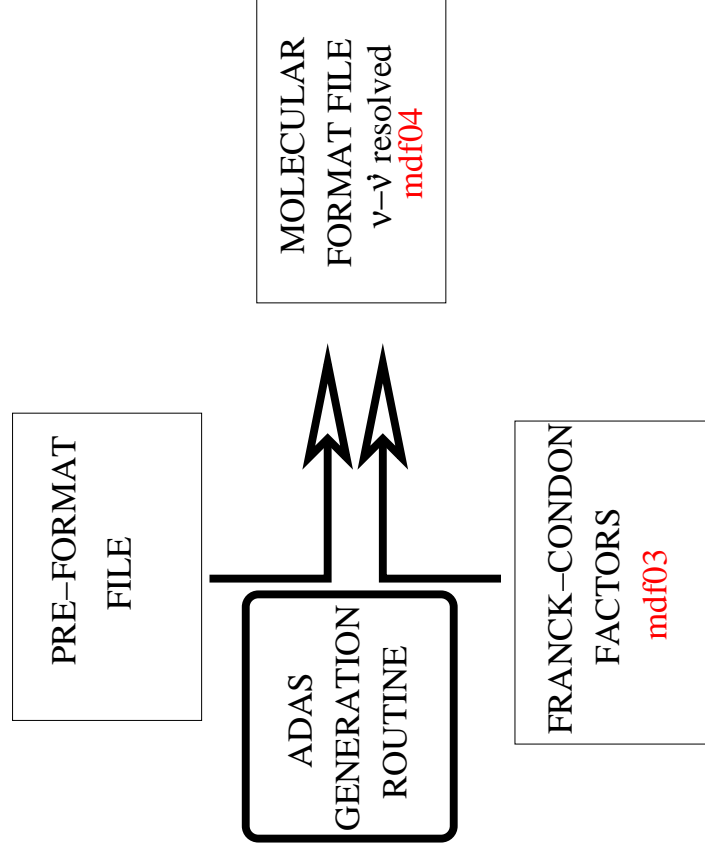 PRE−FORMAT
FILE
MOLECULAR
FORMAT FILE
ν−ν' resolved
mdf04
ADAS
GENERATION
ROUTINE
FRANCK−CONDON
FACTORS
mdf03